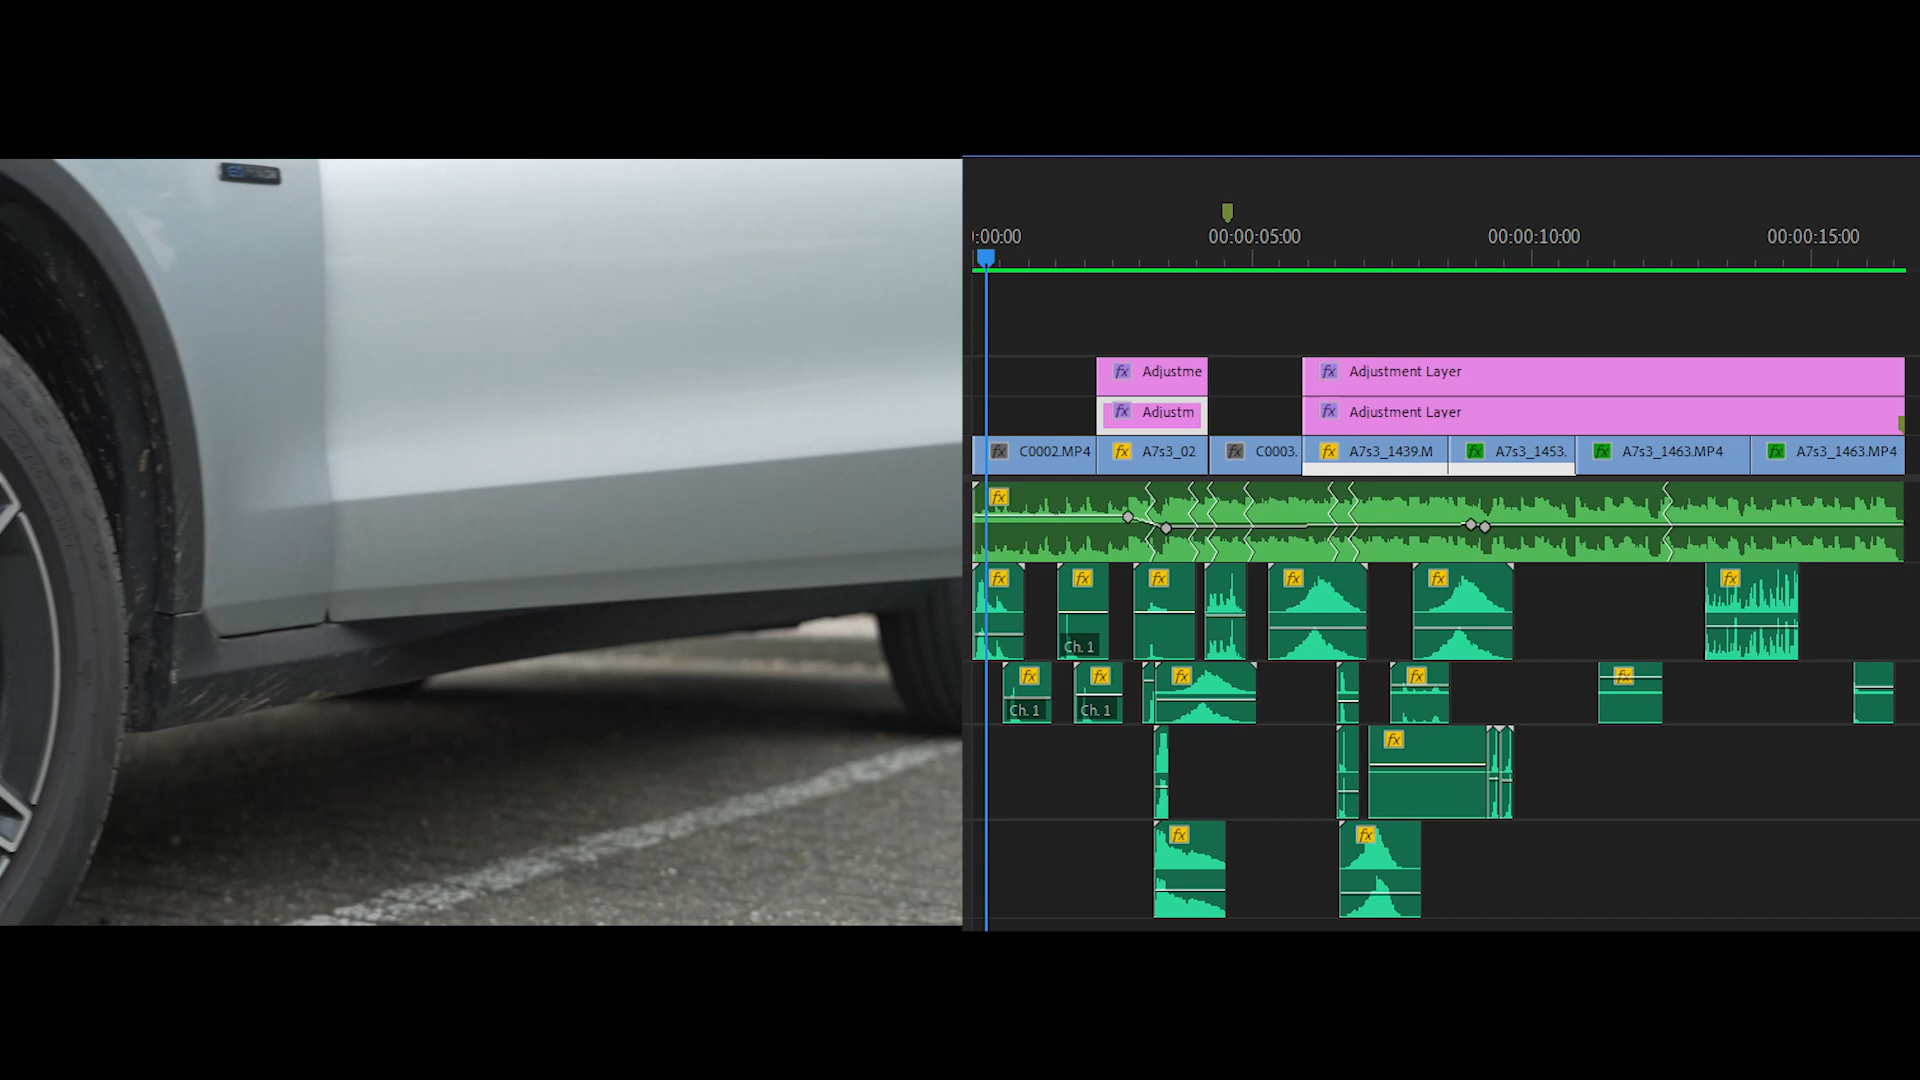 :00:00
00:00:05:00
00:00:10:00
00:00:15:00
fx Adjustme
fx Adjustment Layer
fx Adjustm
fx Adjustment Layer
fx C0002.MP4
fx A7s3_02
fx C0003.
fx A7s3_1439.M
fx A7s3_1453.
fx A7s3_1463.MP4
fx A7s3_1463.MP4
fx
fx
fx
fx
fx
fx
fx
Ch. 1
fx
fx
fx
fx
fx
Ch. 1
Ch. 1
fx
fx
fx